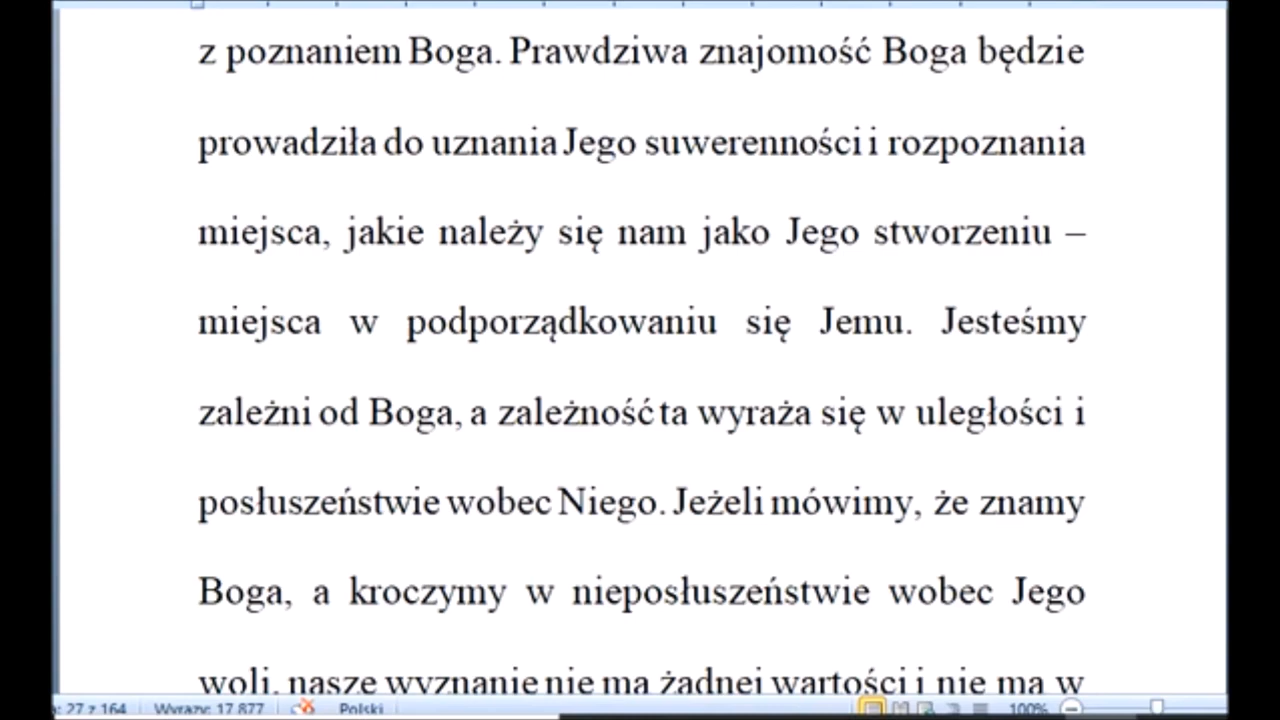 z poznaniem Boga. Prawdziwa znajomość Boga będzie
prowadziła do uznania Jego suwerenności i rozpoznania
miejsca, jakie należy się nam jako Jego stworzeniu –
miejsca w podporządkowaniu się Jemu. Jesteśmy
zależni od Boga, a zależność ta wyraża się w uległości i
posłuszeństwie wobec Niego. Jeżeli mówimy, że znamy
Boga, a kroczymy w nieposłuszeństwie wobec Jego
woli, nasze wyznanie nie ma żadnej wartości i nie ma w
: 27 z 164 Wyrazy: 17 877 Polski 100%